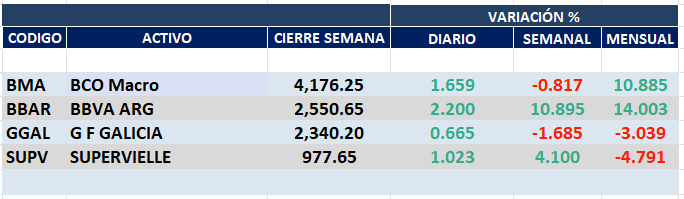 VARIACIÓN %
CODIGO ACTIVO CIERRE SEMANA DIARIO SEMANAL MENSUAL
BMA BCO Macro 4,176.25 1.659 -0.817 10.885
BBAR BBVA ARG 2,550.65 2.200 10.895 14.003
GGAL G F GALICIA 2,340.20 0.665 -1.685 -3.039
SUPV SUPERVIELLE 977.65 1.023 4.100 -4.791